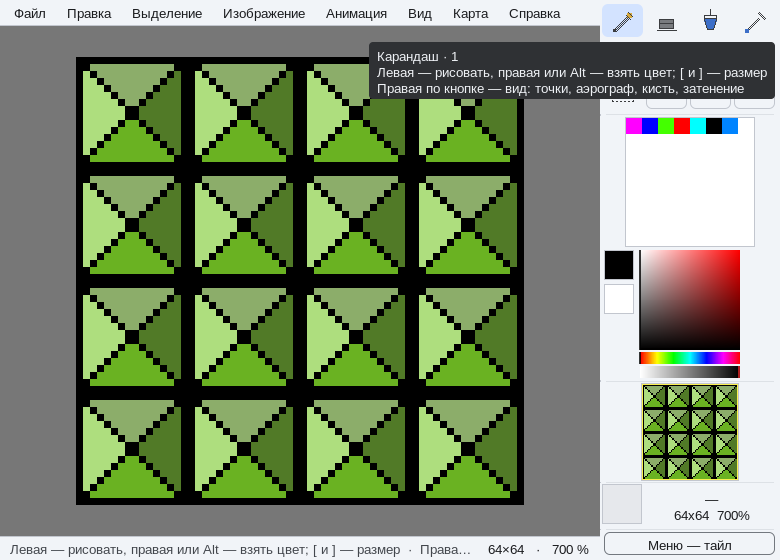 Файл Правка Выделение Изображение Анимация Вид Карта Справка
Карандаш · 1
Левая — рисовать, правая или Alt — взять цвет; [ и ] — размер
Правая по кнопке — вид: точки, аэрограф, кисть, затенение
—
64x64 700%
Меню — тайл
Левая — рисовать, правая или Alt — взять цвет; [ и ] — размер · Права… 64×64 · 700 %